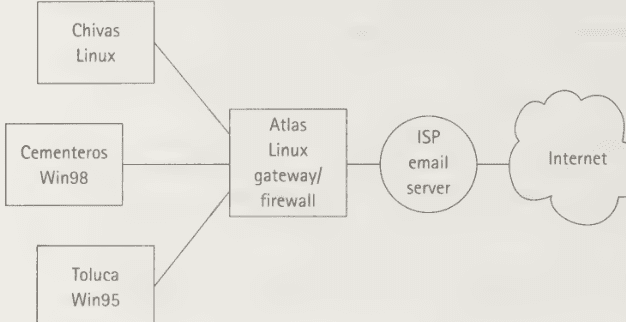 Chivas
Linux
Cementeros
Win98
Toluca
Win95
Atlas
Linux
gateway/
firewall
ISP
email
server
Internet